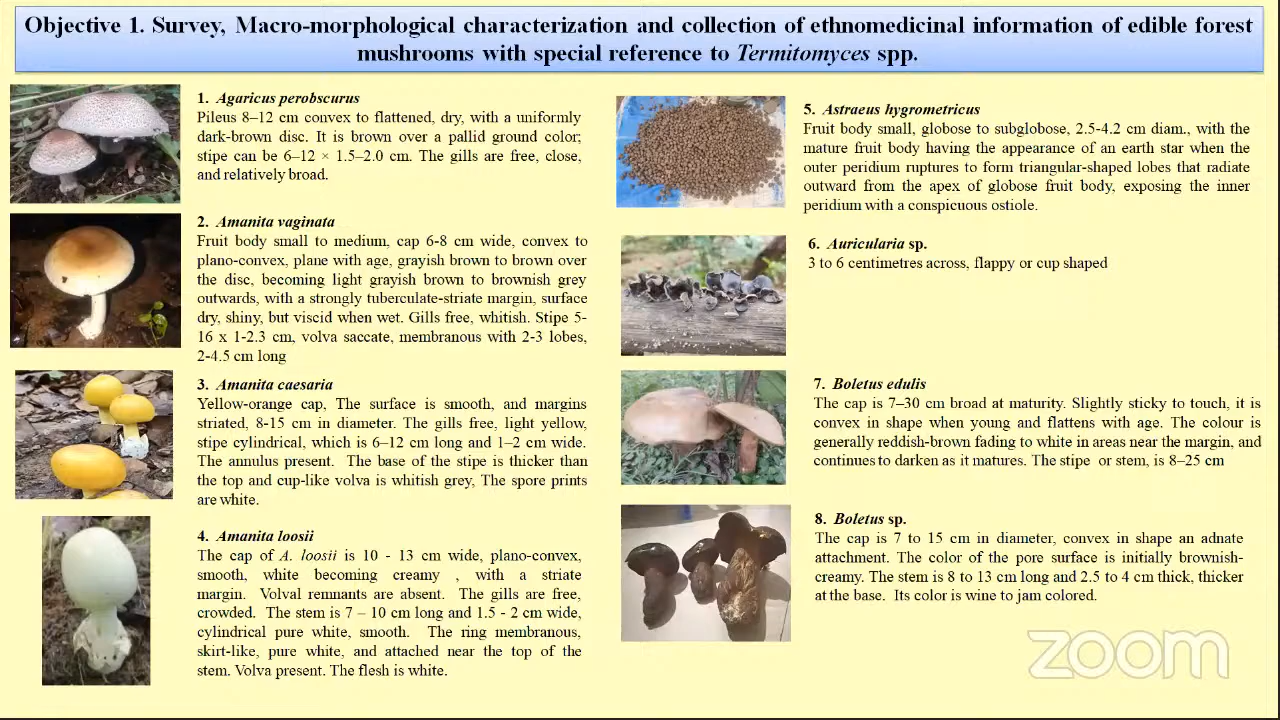 Objective 1. Survey, Macro-morphological characterization and collection of ethnomedicinal information of edible forest
mushrooms with special reference to Termitomyces spp.
1. Agaricus perobscurus
Pileus 8–12 cm convex to flattened, dry, with a uniformly
dark-brown disc. It is brown over a pallid ground color;
stipe can be 6–12 × 1.5–2.0 cm. The gills are free, close,
and relatively broad.
2. Amanita vaginata
Fruit body small to medium, cap 6-8 cm wide, convex to
plano-convex, plane with age, grayish brown to brown over
the disc, becoming light grayish brown to brownish grey
outwards, with a strongly tuberculate-striate margin, surface
dry, shiny, but viscid when wet. Gills free, whitish. Stipe 5-
16 x 1-2.3 cm, volva saccate, membranous with 2-3 lobes,
2-4.5 cm long
3. Amanita caesaria
Yellow-orange cap, The surface is smooth, and margins
striated, 8-15 cm in diameter. The gills free, light yellow,
stipe cylindrical, which is 6–12 cm long and 1–2 cm wide.
The annulus present. The base of the stipe is thicker than
the top and cup-like volva is whitish grey, The spore prints
are white.
4. Amanita loosii
The cap of A. loosii is 10 - 13 cm wide, plano-convex,
smooth, white becoming creamy , with a striate
margin. Volval remnants are absent. The gills are free,
crowded. The stem is 7 – 10 cm long and 1.5 - 2 cm wide,
cylindrical pure white, smooth. The ring membranous,
skirt-like, pure white, and attached near the top of the
stem. Volva present. The flesh is white.
5. Astraeus hygrometricus
Fruit body small, globose to subglobose, 2.5-4.2 cm diam., with the
mature fruit body having the appearance of an earth star when the
outer peridium ruptures to form triangular-shaped lobes that radiate
outward from the apex of globose fruit body, exposing the inner
peridium with a conspicuous ostiole.
6. Auricularia sp.
3 to 6 centimetres across, flappy or cup shaped
7. Boletus edulis
The cap is 7–30 cm broad at maturity. Slightly sticky to touch, it is
convex in shape when young and flattens with age. The colour is
generally reddish-brown fading to white in areas near the margin, and
continues to darken as it matures. The stipe or stem, is 8–25 cm
8. Boletus sp.
The cap is 7 to 15 cm in diameter, convex in shape an adnate
attachment. The color of the pore surface is initially brownish-
creamy. The stem is 8 to 13 cm long and 2.5 to 4 cm thick, thicker
at the base. Its color is wine to jam colored.
zoom